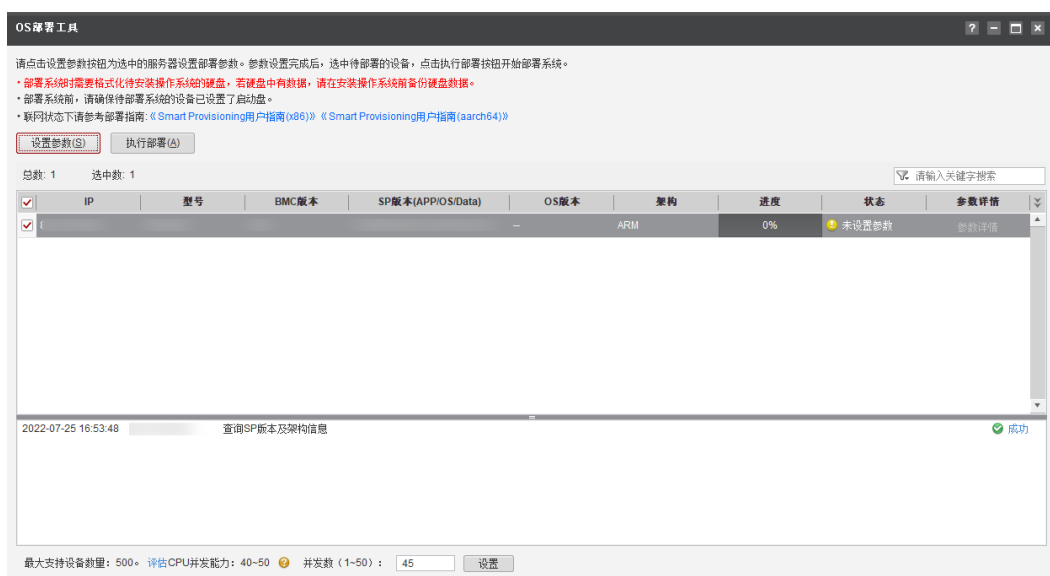 OS部署工具
请点击设置参数按钮为选中的服务器设置部署参数。参数设置完成后，选中待部署的设备，点击执行部署按钮开始部署系统。
• 部署系统时需要格式化待安装操作系统的硬盘，若硬盘中有数据，请在安装操作系统前备份硬盘数据。
• 部署系统前，请确保待部署系统的设备已设置了启动盘。
• 联网状态下请参考部署指南:《Smart Provisioning用户指南(x86)》《Smart Provisioning用户指南(aarch64)》
设置参数(S) 执行部署(A)
总数: 1 选中数: 1 请输入关键字搜索
IP 型号 BMC版本 SP版本(APP/OS/Data) OS版本 架构 进度 状态 参数详情
-- ARM 0% 未设置参数 参数详情
2022-07-25 16:53:48 查询SP版本及架构信息 成功
最大支持设备数量：500。 评估CPU并发能力：40~50 并发数（1~50）： 45 设置